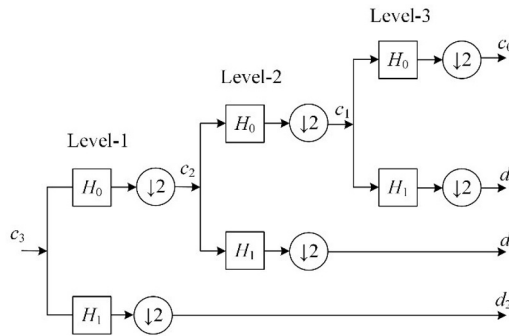 Level-3
H₀ ↓2
Level-2
H₀ ↓2 c₁
Level-1
H₁ ↓2 d
H₀ ↓2 c₂
c₃
H₁ ↓2 d
H₁ ↓2